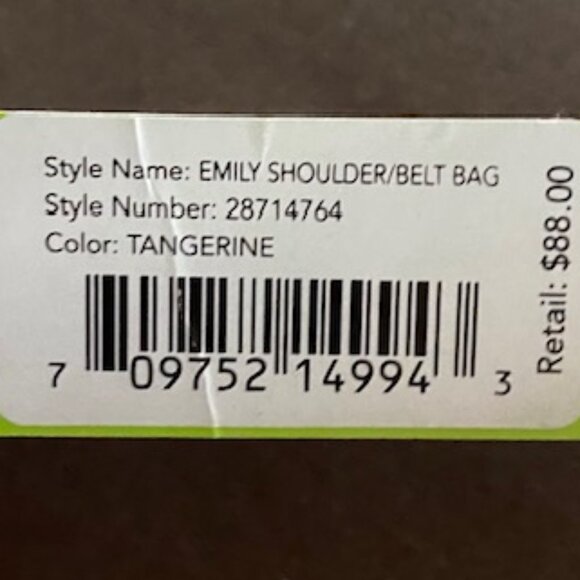 Style Name: EMILY SHOULDER/BELT BAG
Style Number: 28714764
Color: TANGERINE
7 09752 14994 3
Retail: $88.00